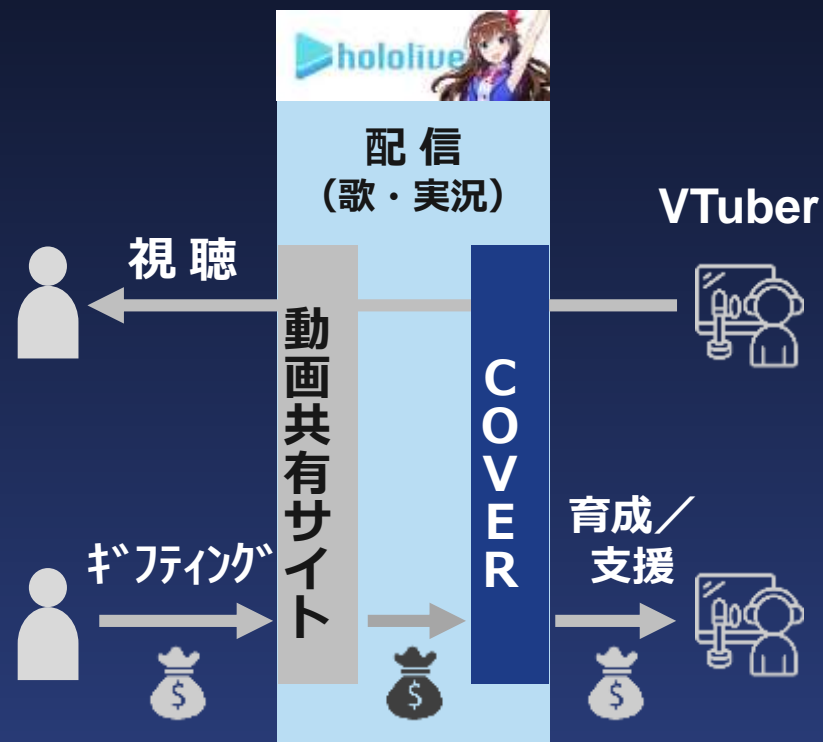 hololive
配 信
（歌・実況）
VTuber
視 聴
動画共有サイト
COVER
育成／
支援
ｷﾞﾌﾃｨﾝｸﾞ
$
$
$